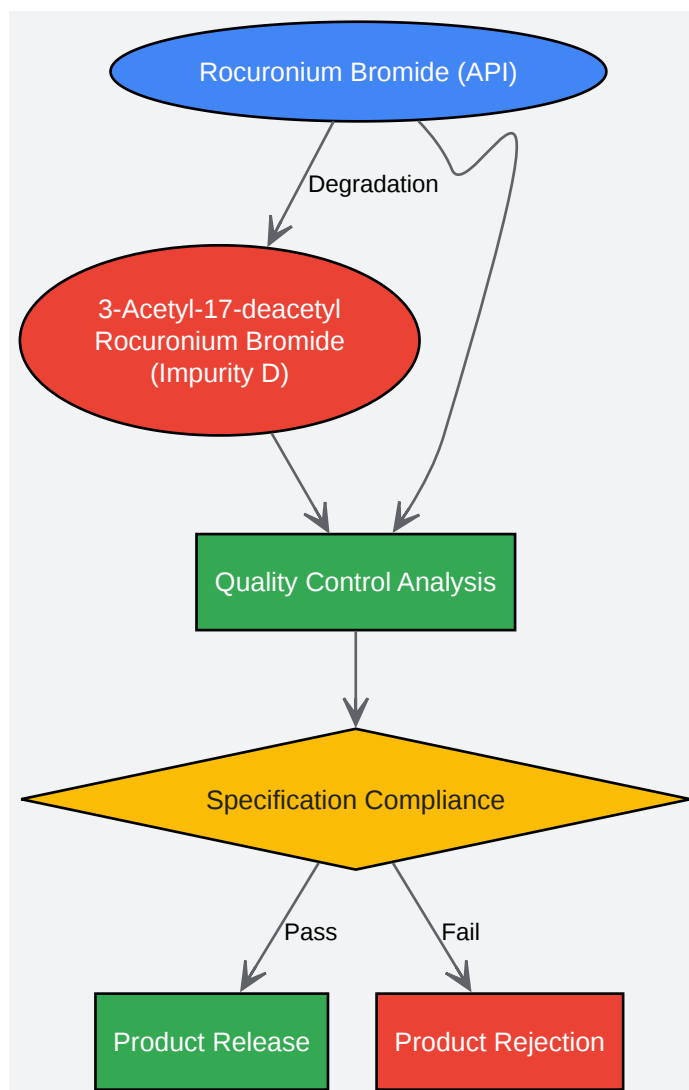 Rocuronium Bromide (API)
Degradation
3-Acetyl-17-deacetyl
Rocuronium Bromide
(Impurity D)
Quality Control Analysis
Specification Compliance
Pass
Fail
Product Release
Product Rejection